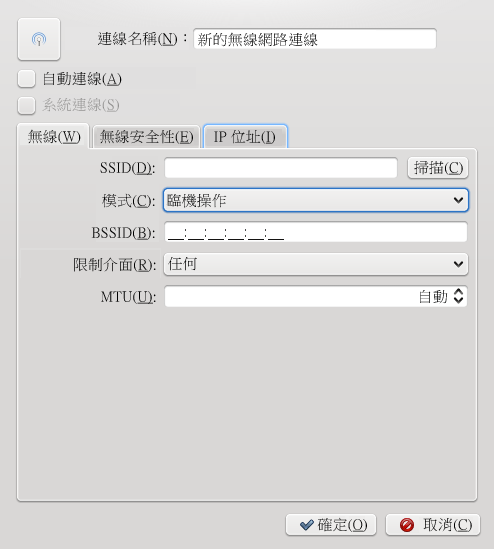 連線名稱(N)：新的無線網路連線
自動連線(A)
系統連線(S)
無線(W) 無線安全性(E) IP 位址(I)
SSID(D): 掃描(C)
模式(C): 臨機操作
BSSID(B): __:__:__:__:__:__
限制介面(R): 任何
MTU(U): 自動
確定(O) 取消(C)